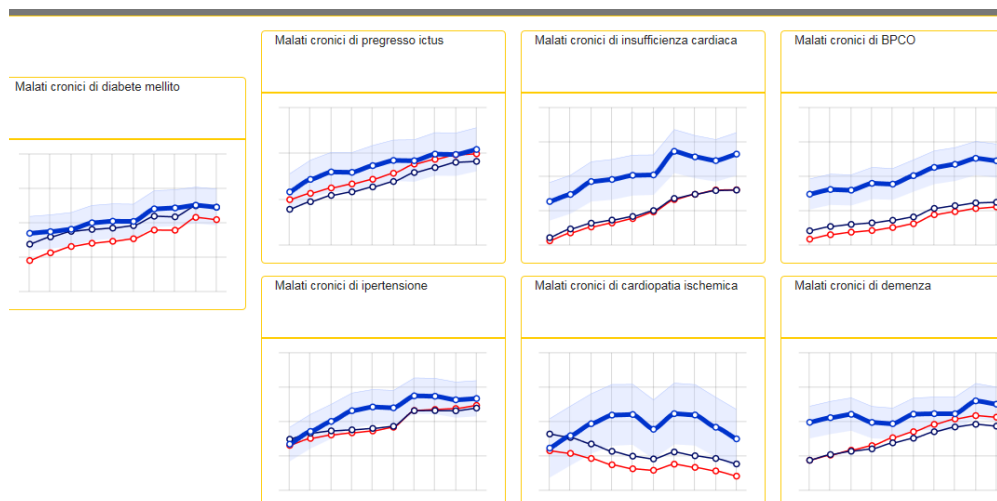 Malati cronici di diabete mellito
Malati cronici di pregresso ictus
Malati cronici di insufficienza cardiaca
Malati cronici di BPCO
Malati cronici di ipertensione
Malati cronici di cardiopatia ischemica
Malati cronici di demenza